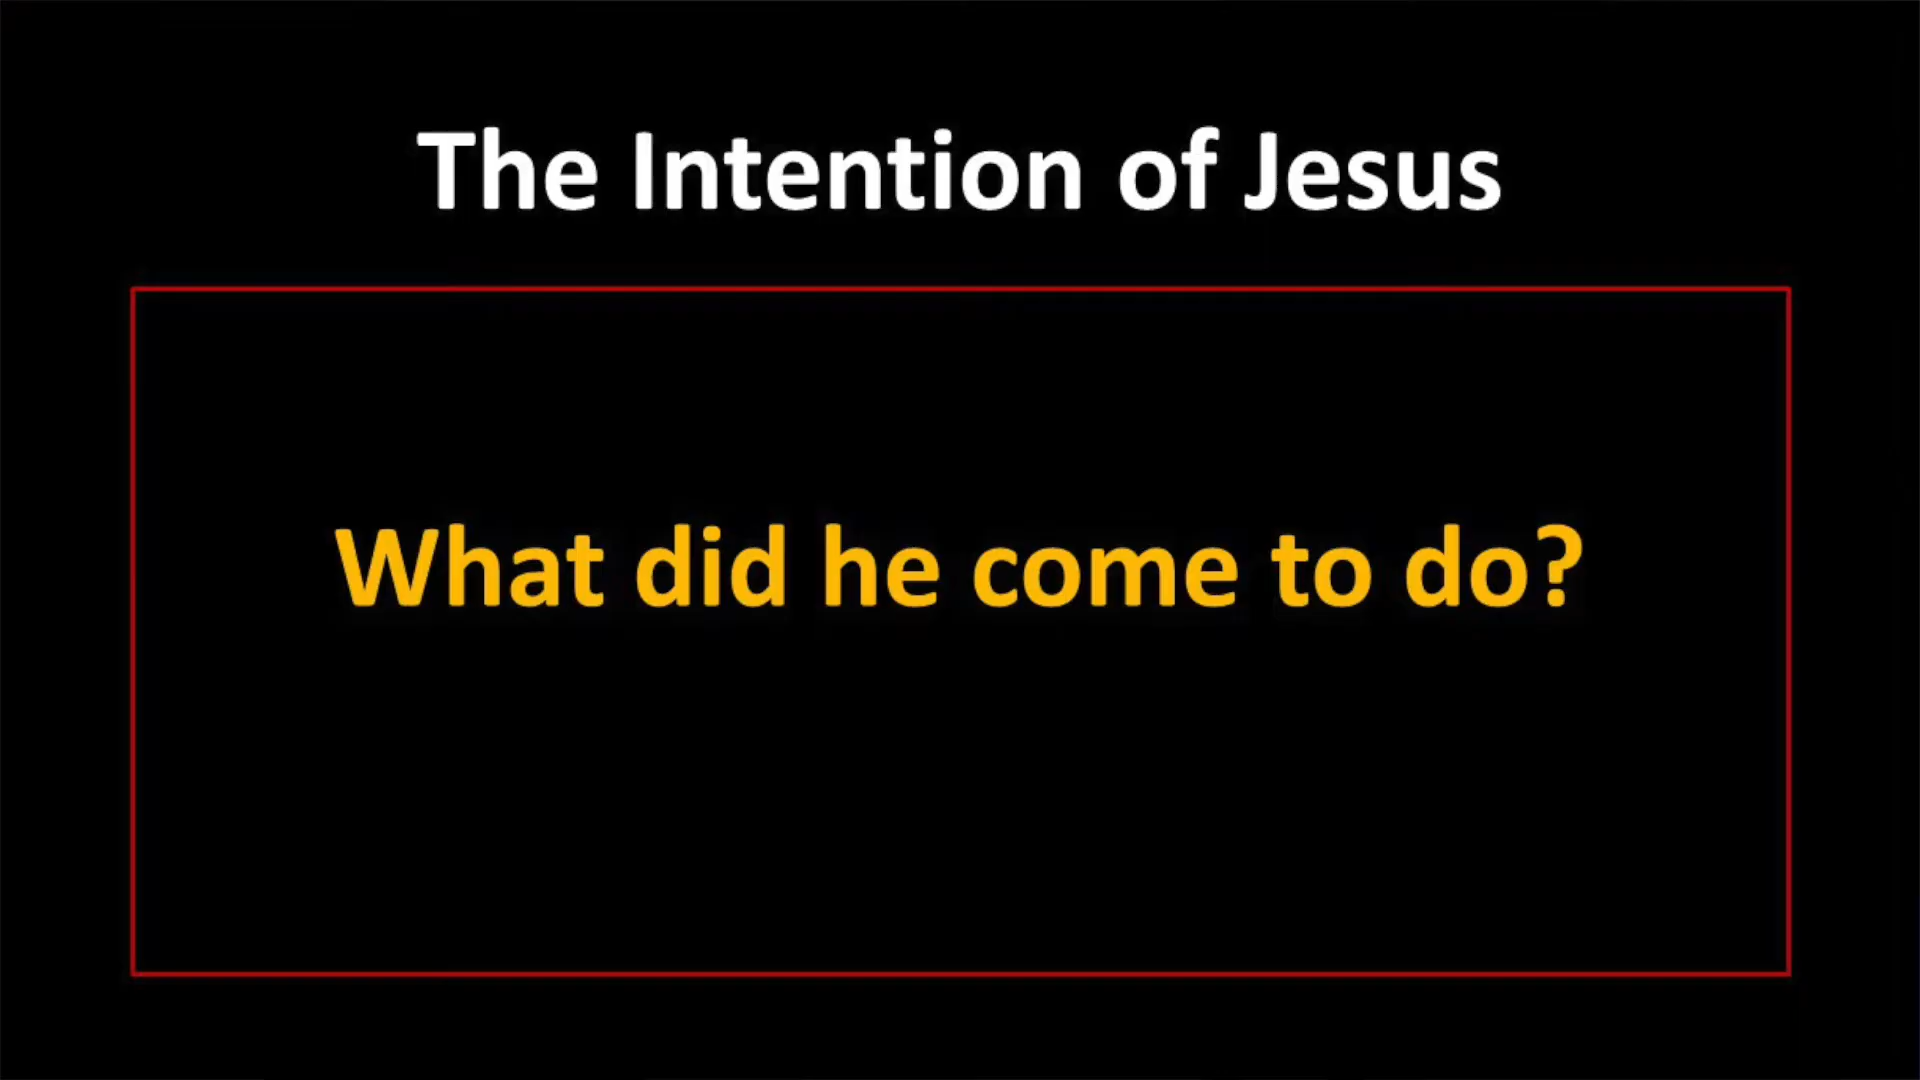 The Intention of Jesus
What did he come to do?